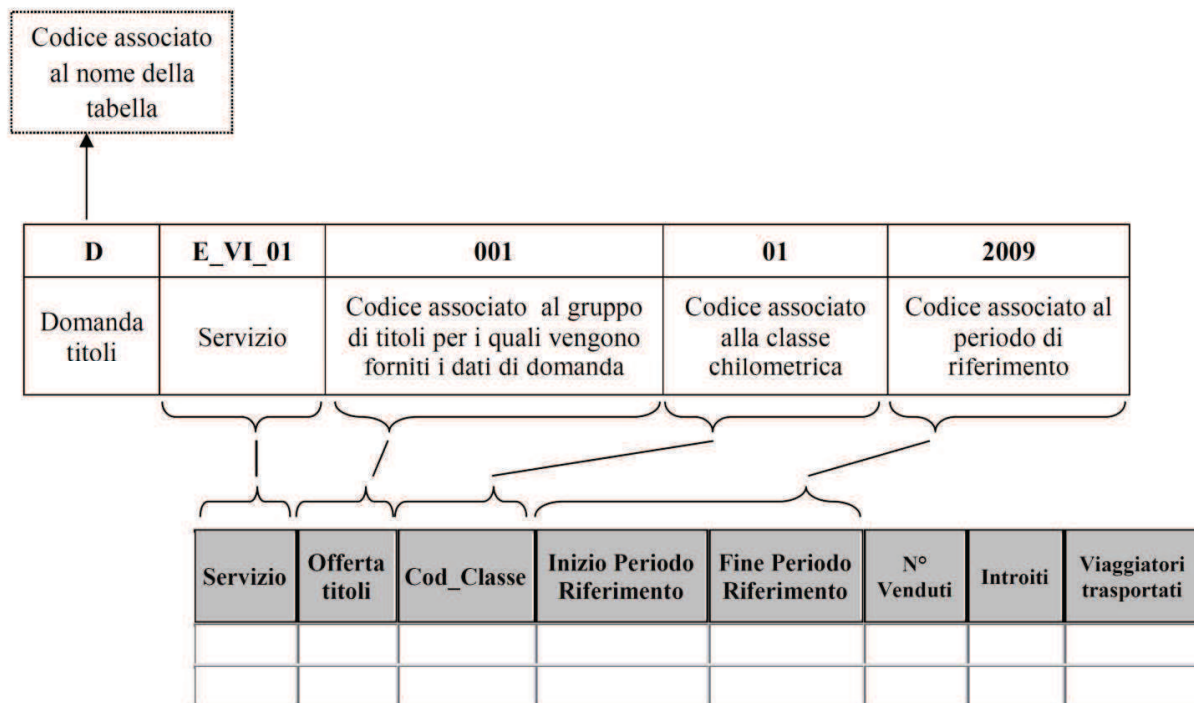 Codice associato
al nome della
tabella
D E_VI_01 001 01 2009
Domanda
titoli
Servizio
Codice associato al gruppo
di titoli per i quali vengono
forniti i dati di domanda
Codice associato
alla classe
chilometrica
Codice associato al
periodo di
riferimento
Servizio
Offerta
titoli
Cod_Classe
Inizio Periodo
Riferimento
Fine Periodo
Riferimento
N°
Venduti
Introiti
Viaggiatori
trasportati